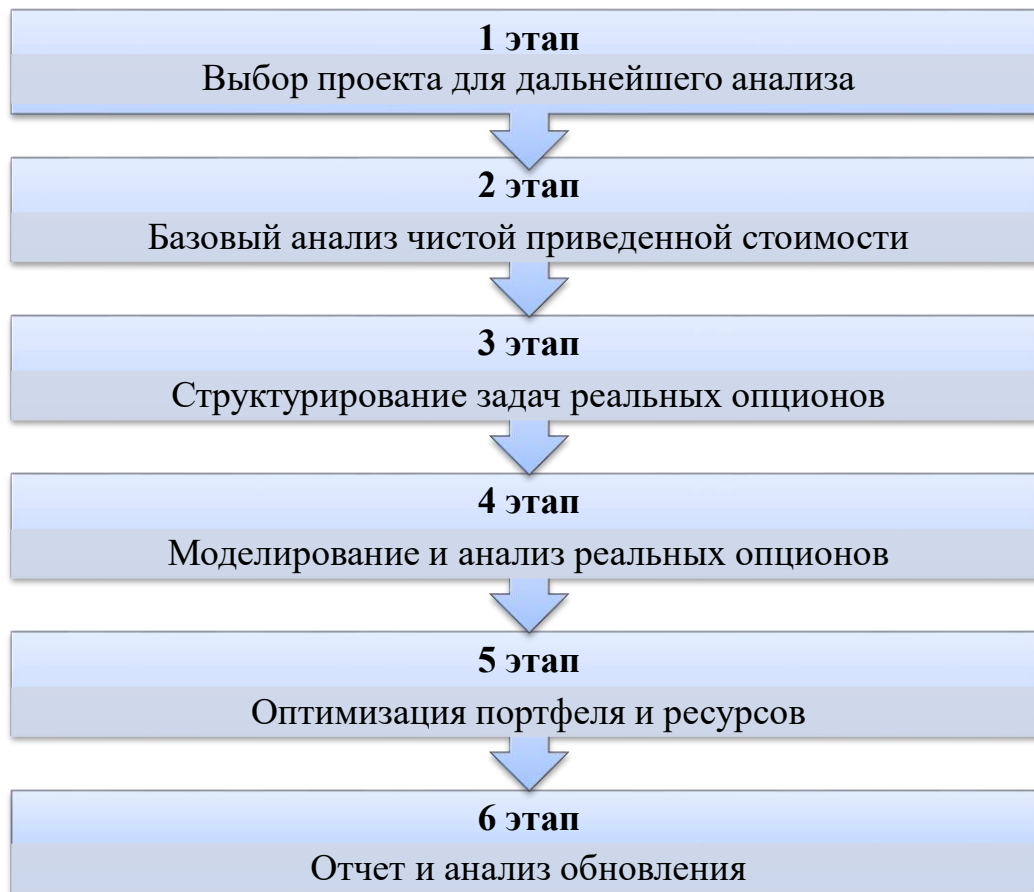 1 этап
Выбор проекта для дальнейшего анализа
2 этап
Базовый анализ чистой приведенной стоимости
3 этап
Структурирование задач реальных опционов
4 этап
Моделирование и анализ реальных опционов
5 этап
Оптимизация портфеля и ресурсов
6 этап
Отчет и анализ обновления